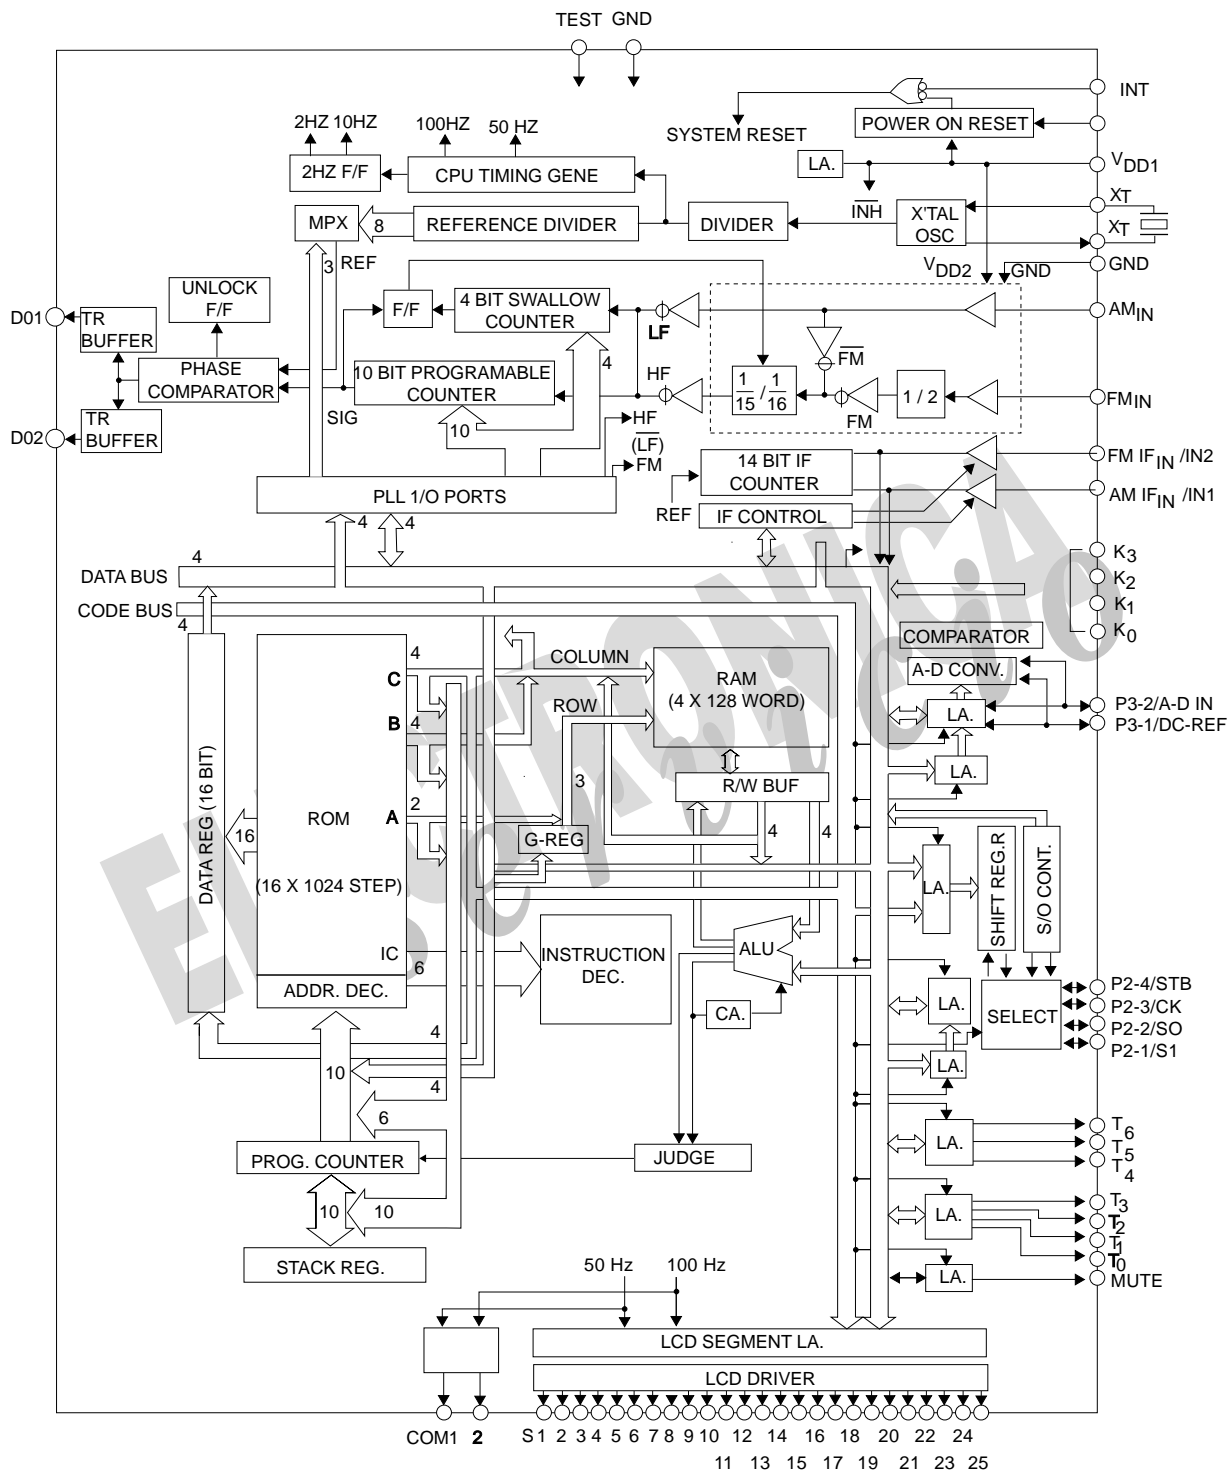 TEST GND
INT
SYSTEM RESET
POWER ON RESET
2HZ 10HZ
100HZ
50 HZ
LA.
VDD1
2HZ F/F
CPU TIMING GENE
INH
XT
MPX
8
REFERENCE DIVIDER
DIVIDER
X'TAL
OSC
XT
3
REF
VDD2
GND
GND
UNLOCK
F/F
F/F
4 BIT SWALLOW
COUNTER
LF
AMIN
D01
TR
BUFFER
4
FM
PHASE
COMPARATOR
10 BIT PROGRAMABLE
COUNTER
HF
1/15 / 1/16
1 / 2
FMIN
FM
D02
TR
BUFFER
SIG
10
HF
(LF)
FM
14 BIT IF
COUNTER
FM IFIN /IN2
PLL 1/O PORTS
REF
IF CONTROL
AM IFIN /IN1
4
4
4
DATA BUS
CODE BUS
4
K3
K2
K1
K0
COMPARATOR
A-D CONV.
4
COLUMN
C
ROW
RAM
(4 X 128 WORD)
LA.
P3-2/A-D IN
P3-1/DC-REF
B
4
LA.
DATA REG (16 BIT)
16
ROM
(16 X 1024 STEP)
2
A
3
R/W BUF
4
4
G-REG
LA.
SHIFT REG.R
S/O CONT.
IC
6
INSTRUCTION
DEC.
ALU
ADDR. DEC.
CA.
LA.
SELECT
P2-4/STB
P2-3/CK
P2-2/SO
P2-1/S1
4
10
4
LA.
6
PROG. COUNTER
JUDGE
LA.
T6
T5
T4
10
10
LA.
T3
T2
T1
T0
STACK REG.
50 Hz
100 Hz
LA.
MUTE
LCD SEGMENT LA.
LCD DRIVER
COM1 2
S 1 2 3 4 5 6 7 8 9 10 12 14 16 18 20 22 24
11 13 15 17 19 21 23 25
ELECTRONICA
servicio